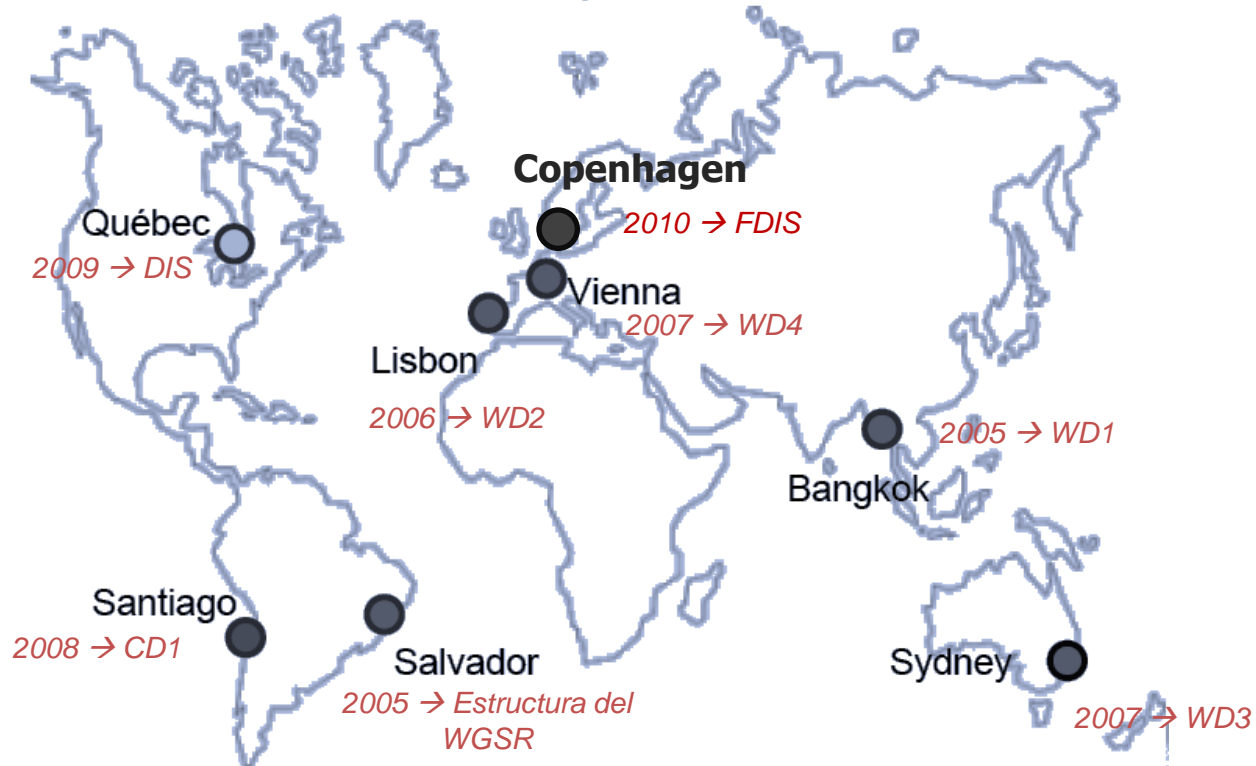 Copenhagen
2010 → FDIS
Québec
2009 → DIS
Vienna
2007 → WD4
Lisbon
2006 → WD2
2005 → WD1
Bangkok
Santiago
2008 → CD1
Salvador
2005 → Estructura del
WGSR
Sydney
2007 → WD3